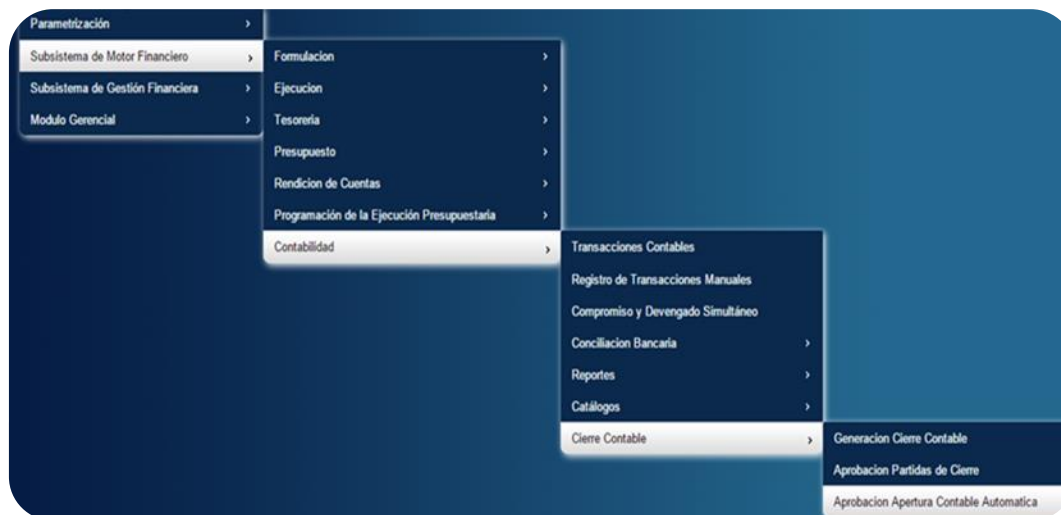 Parametrización
Subsistema de Motor Financiero
Subsistema de Gestión Financiera
Modulo Gerencial
Formulacion
Ejecucion
Tesoreria
Presupuesto
Rendicion de Cuentas
Programación de la Ejecución Presupuestaria
Contabilidad
Transacciones Contables
Registro de Transacciones Manuales
Compromiso y Devengado Simultáneo
Conciliacion Bancaria
Reportes
Catálogos
Cierre Contable
Generacion Cierre Contable
Aprobacion Partidas de Cierre
Aprobacion Apertura Contable Automatica